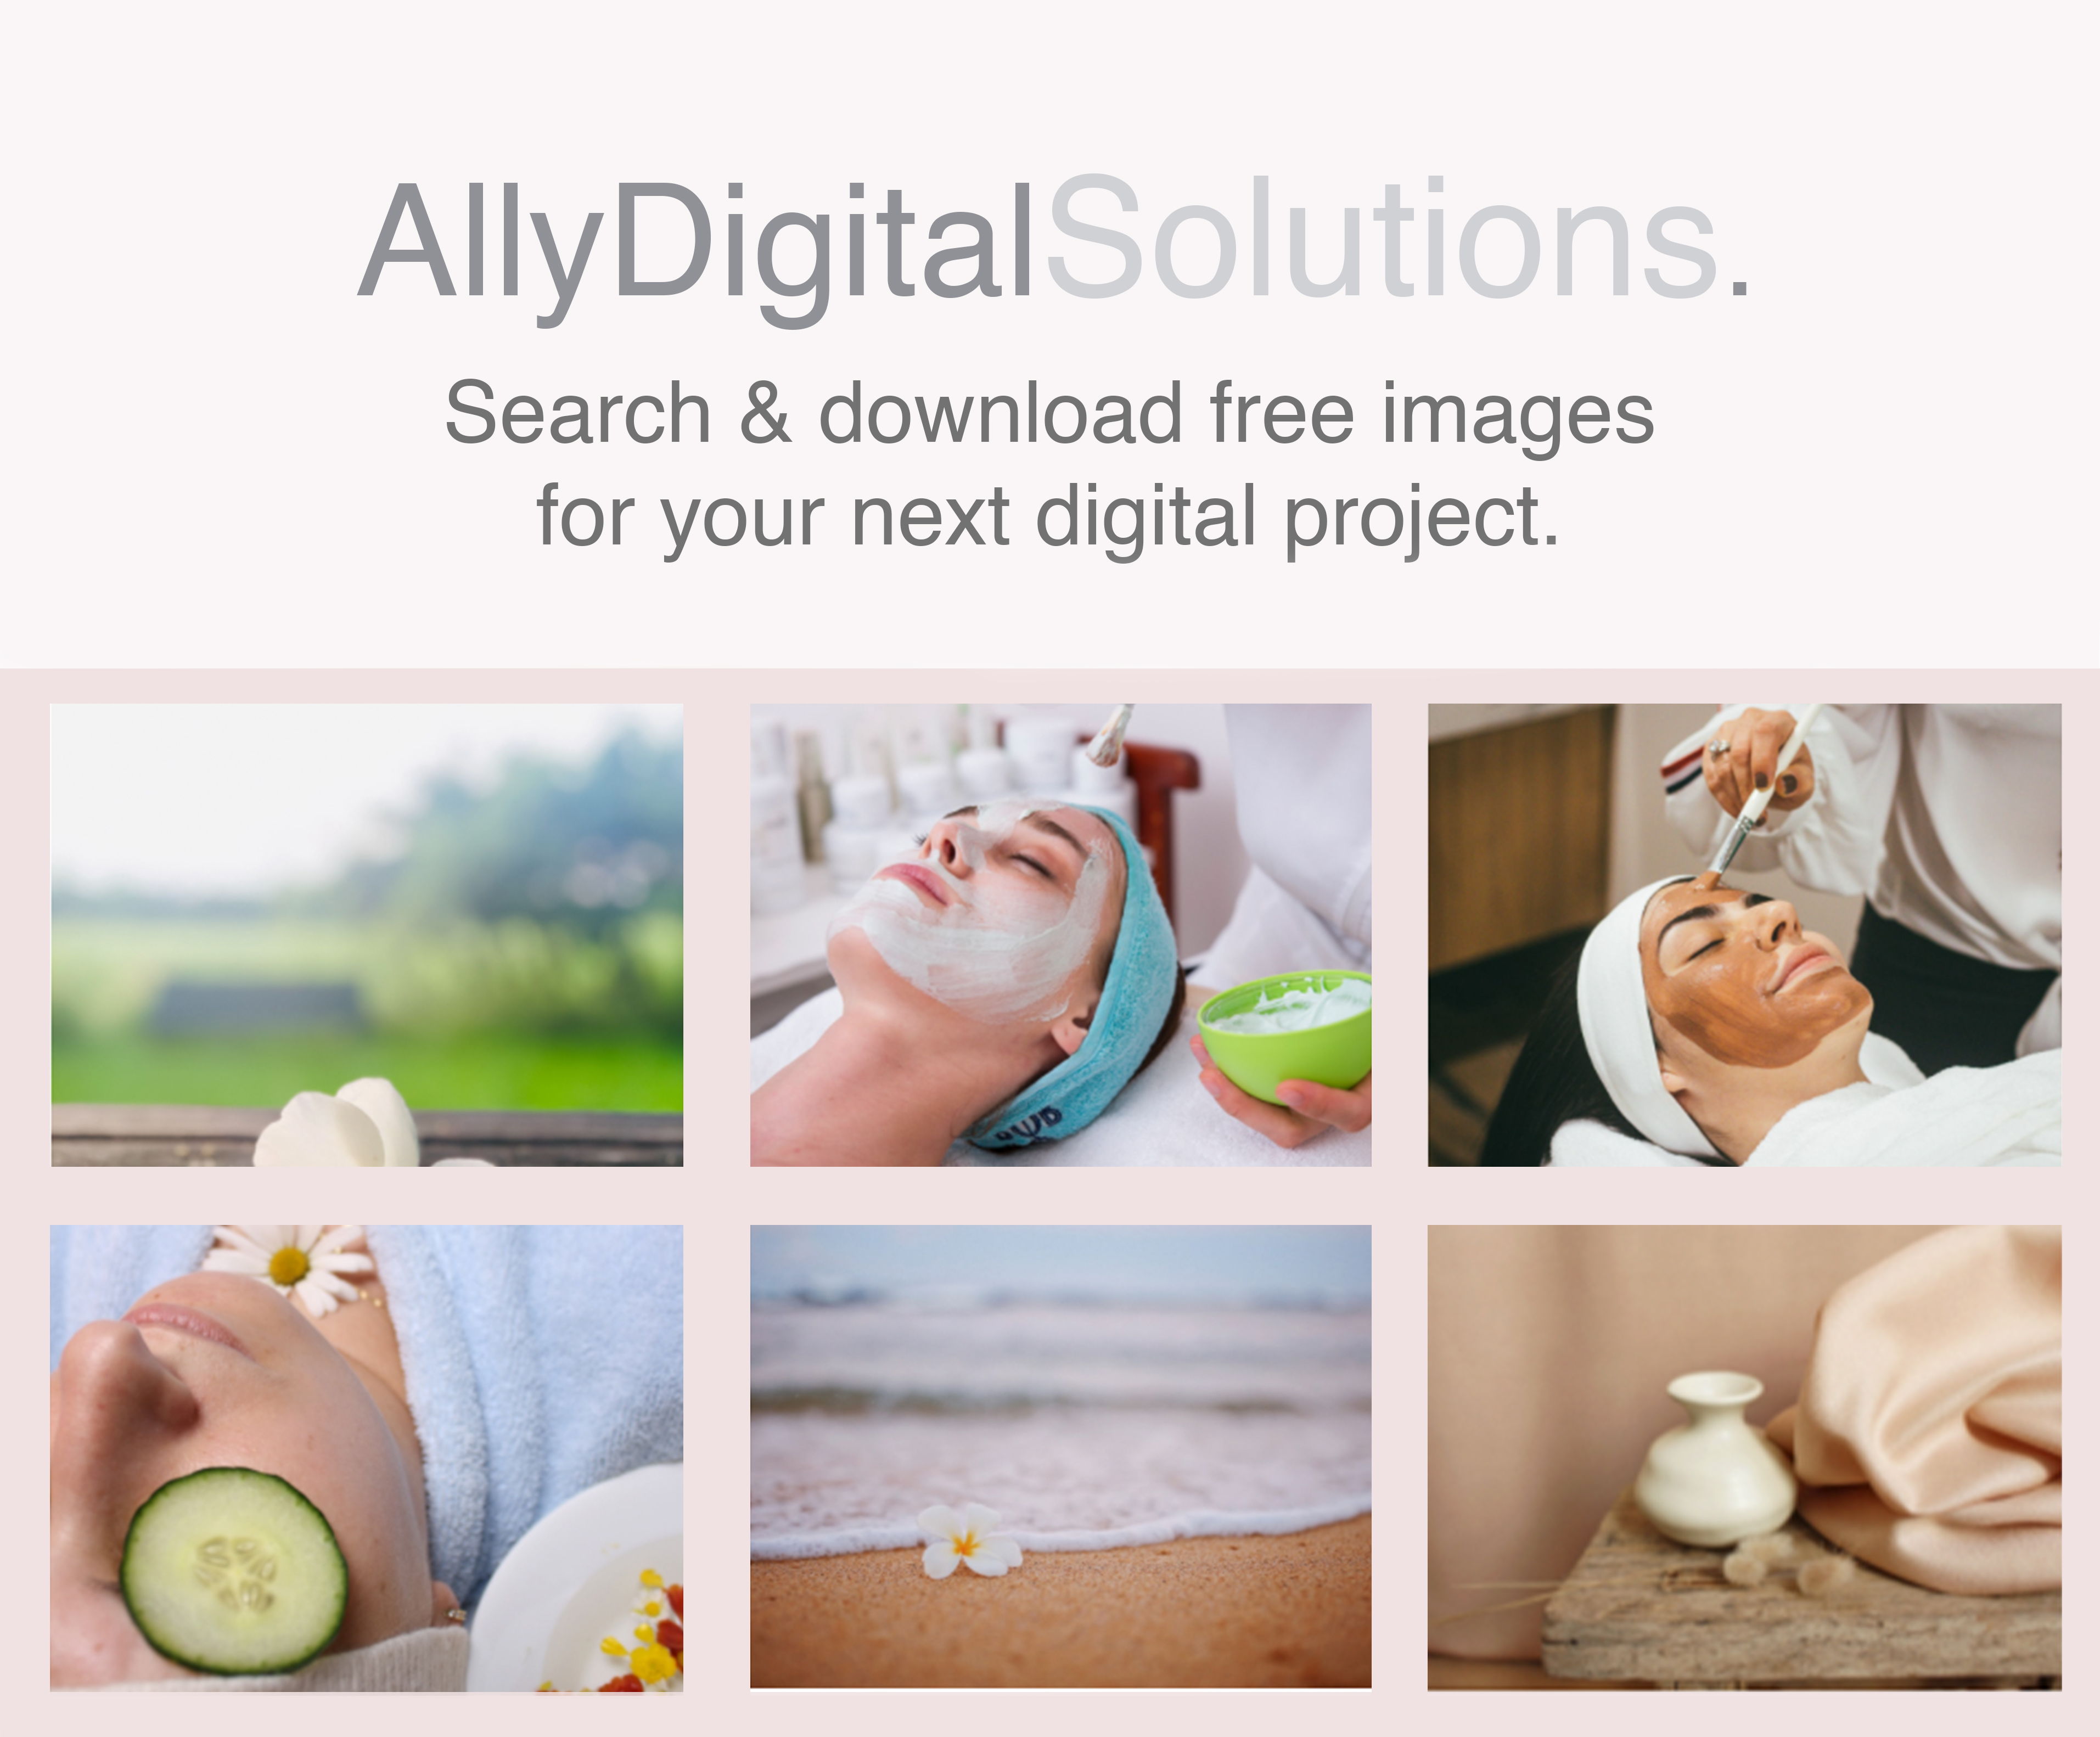 AllyDigitalSolutions.
Search & download free images
for your next digital project.